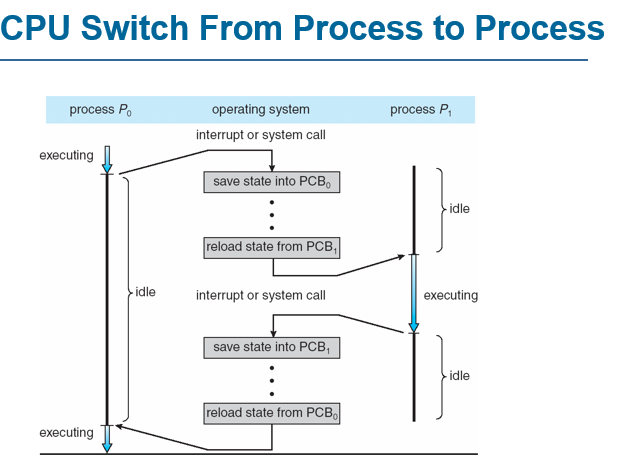 CPU Switch From Process to Process
process P₀ operating system process P₁
interrupt or system call
executing
save state into PCB₀
idle
reload state from PCB₁
idle
interrupt or system call
executing
save state into PCB₁
idle
reload state from PCB₀
executing